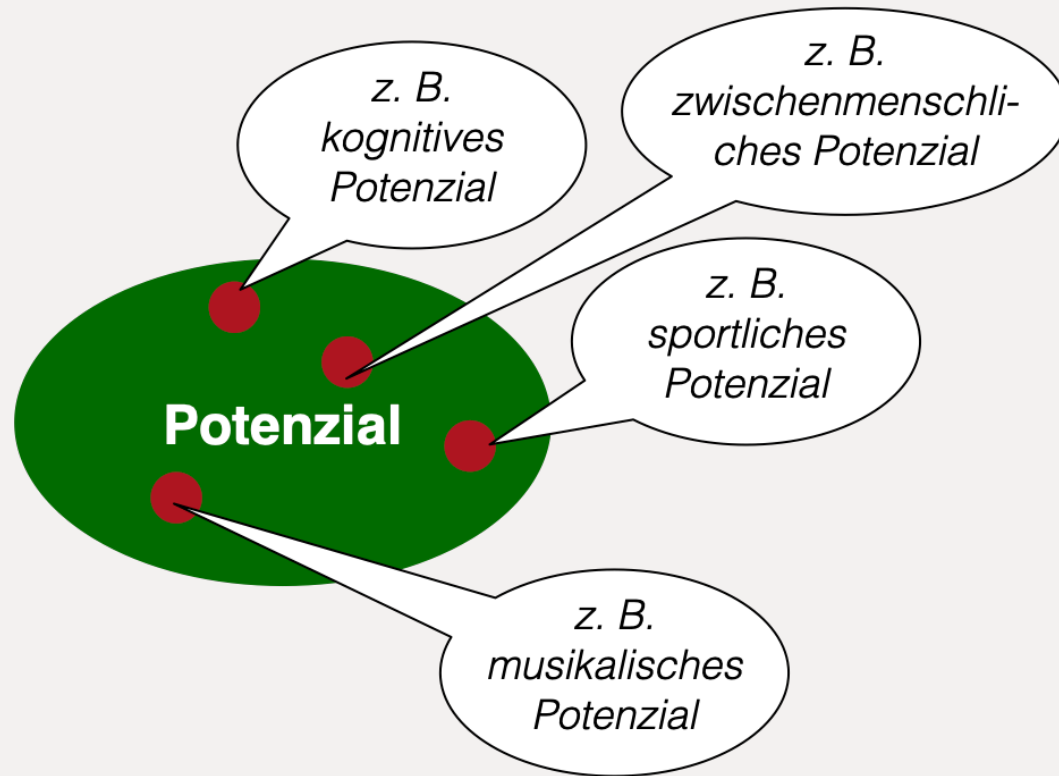 z. B.
kognitives
Potenzial
z. B.
zwischenmenschli-
ches Potenzial
z. B.
sportliches
Potenzial
Potenzial
z. B.
musikalisches
Potenzial